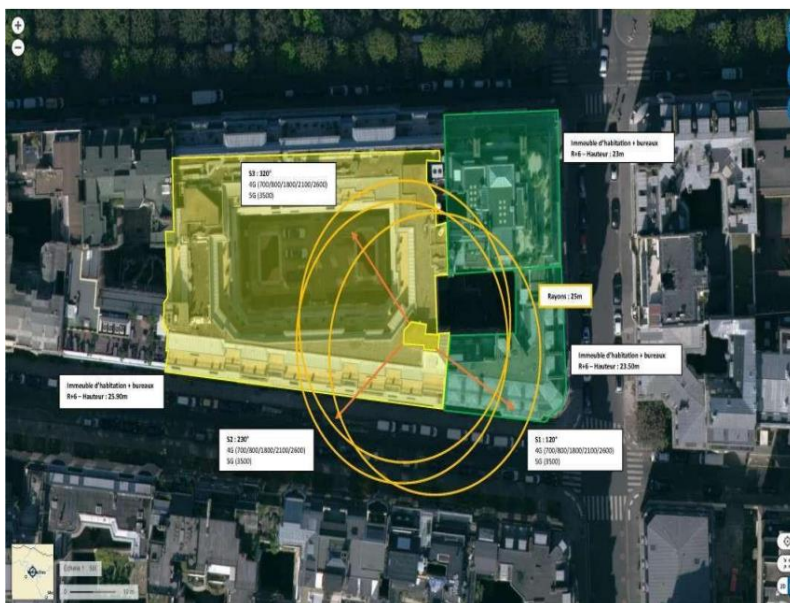 +
−
Immeuble d'habitation + bureaux
R+6 – Hauteur : 23m
S3 : 320°
4G (700/800/1800/2100/2600)
5G (3500)
Rayons : 25m
Immeuble d'habitation + bureaux
R+6 – Hauteur : 23.50m
Immeuble d'habitation + bureaux
R+6 – Hauteur : 25.90m
S2 : 230°
4G (700/800/1800/2100/2600)
5G (3500)
S1 : 120°
4G (700/800/1800/2100/2600)
5G (3500)